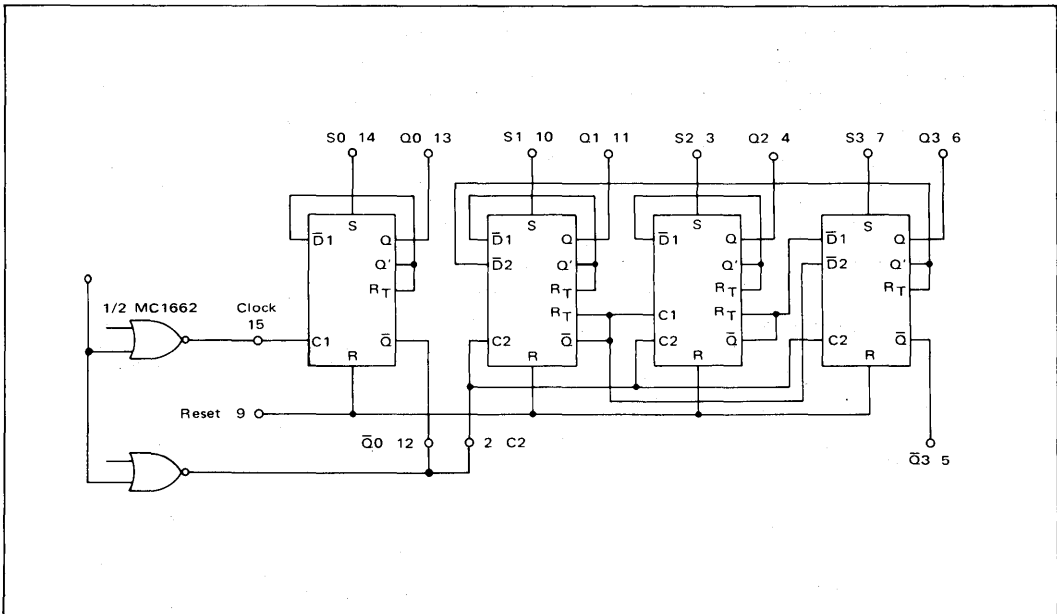 S0 14 Q0 13 S1 10 Q1 11 S2 3 Q2 4 S3 7 Q3 6
S S S S
D̅1 Q D̅1 Q D̅1 Q D̅1 Q
Q' D̅2 Q' Q' D̅2 Q'
RT RT RT RT
1/2 MC1662 Clock
15
RT C1 RT
C1 Q̅ C2 Q̅ C2 Q̅ C2 Q̅
R R R R
Reset 9
Q̅0 12 2 C2
Q̅3 5